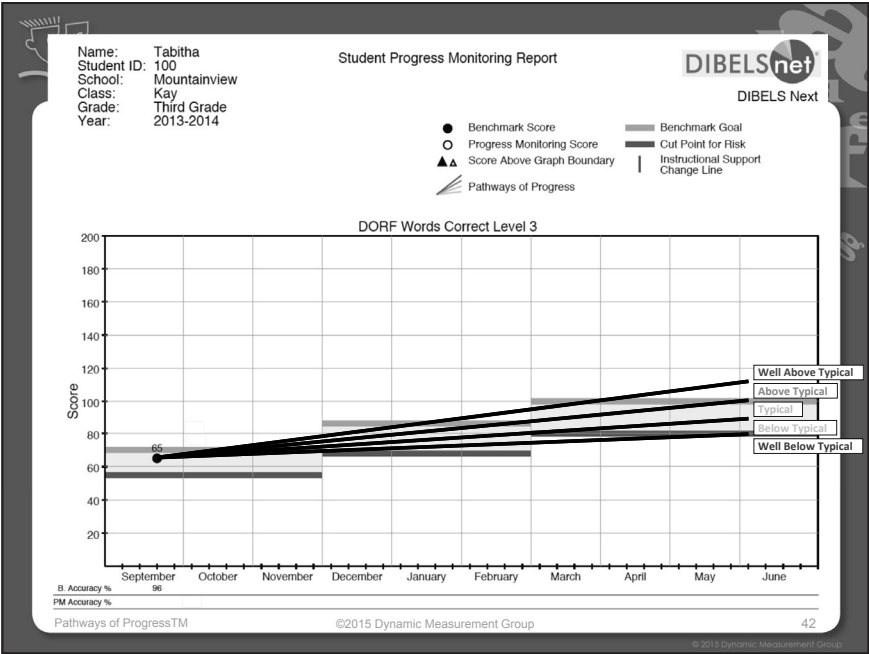 Name: Tabitha
Student ID: 100
School: Mountainview
Class: Kay
Grade: Third Grade
Year: 2013-2014
Student Progress Monitoring Report
DIBELSnet®
DIBELS Next
Benchmark Score
Progress Monitoring Score
Score Above Graph Boundary
Pathways of Progress
Benchmark Goal
Cut Point for Risk
Instructional Support
Change Line
DORF Words Correct Level 3
Score
200
180
160
140
120
100
80
60
40
20
65
Well Above Typical
Above Typical
Typical
Below Typical
Well Below Typical
September October November December January February March April May June
B. Accuracy % 96
PM Accuracy %
Pathways of ProgressTM ©2015 Dynamic Measurement Group 42
© 2015 Dynamic Measurement Group